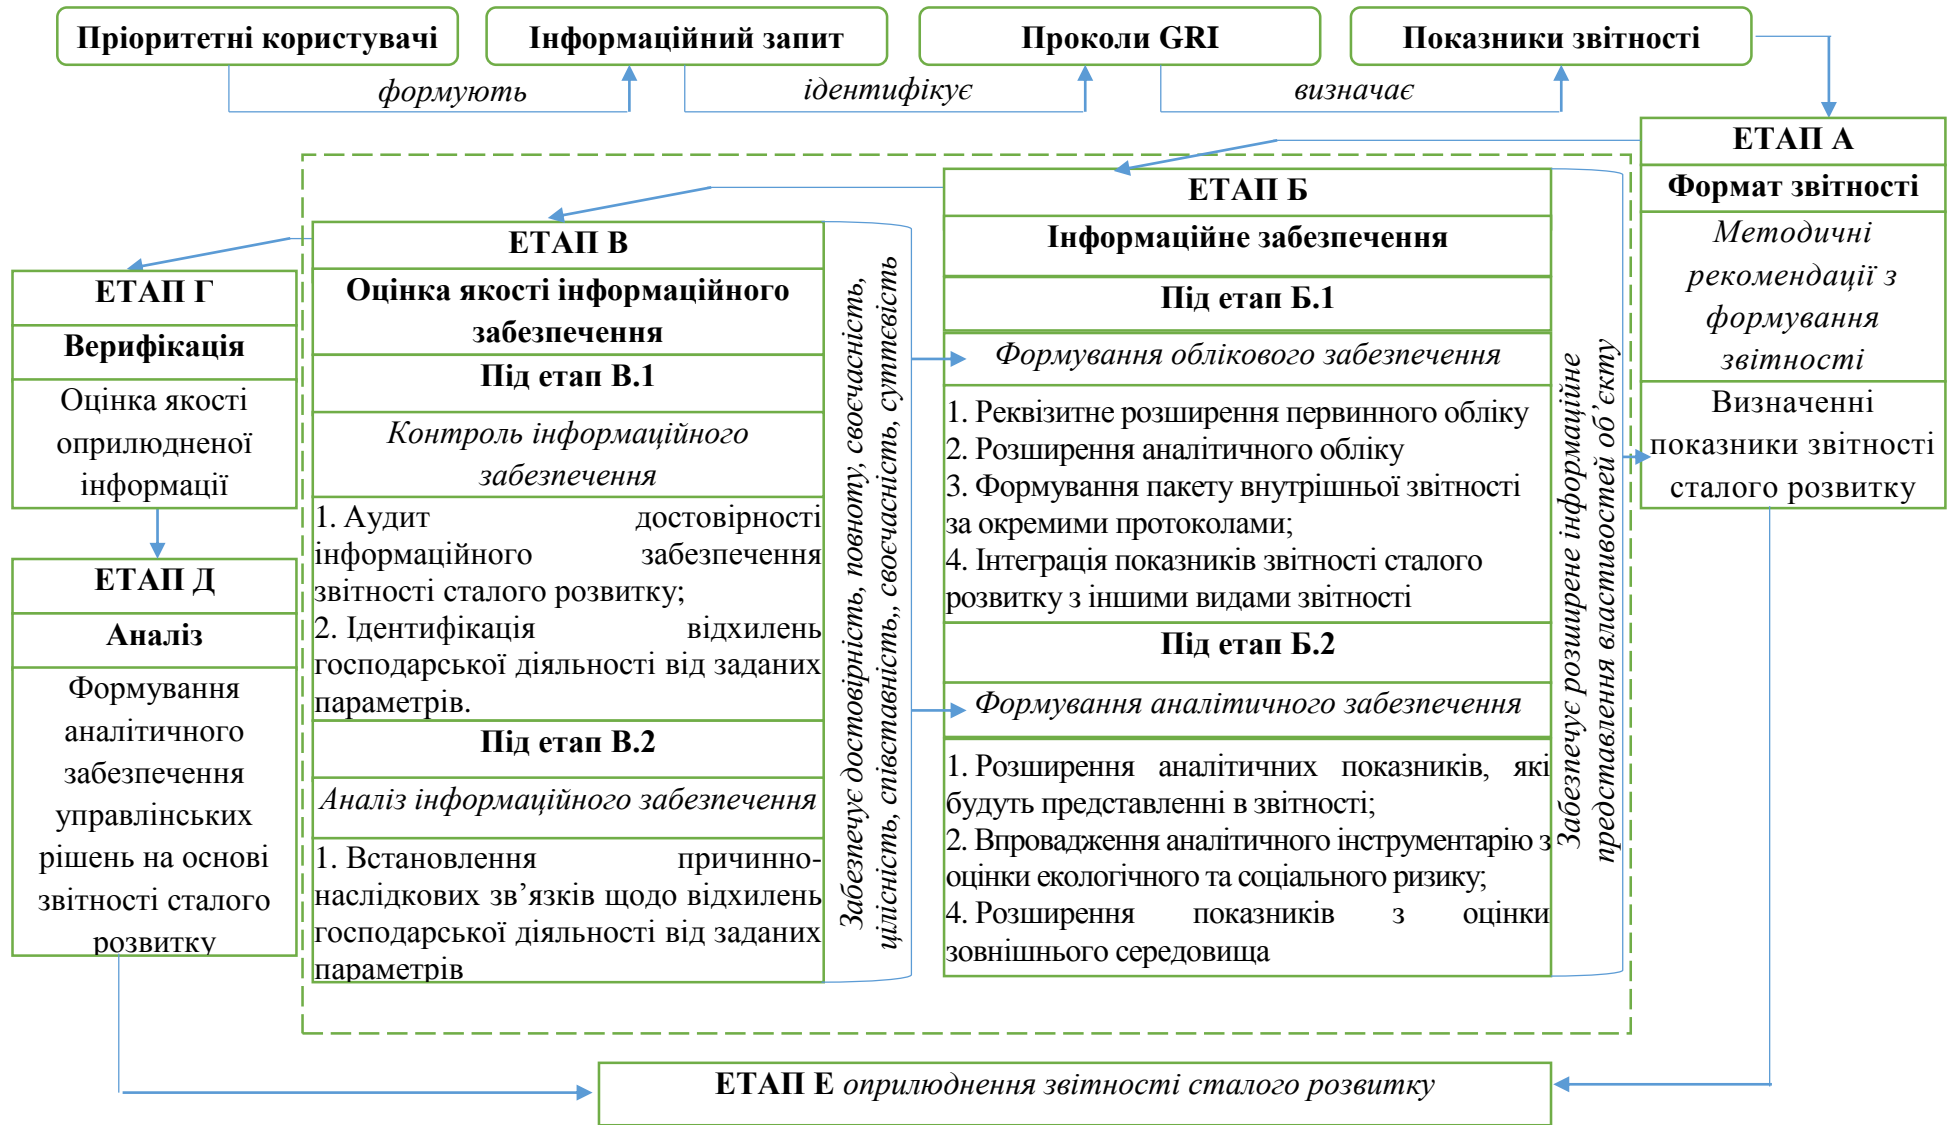 Пріоритетні користувачі
Інформаційний запит
Проколи GRI
Показники звітності
формують
ідентифікує
визначає
ЕТАП А
Формат звітності
Методичні
рекомендації з
формування
звітності
Визначенні
показники звітності
сталого розвитку
ЕТАП Б
Інформаційне забезпечення
Під етап Б.1
Формування облікового забезпечення
1. Реквізитне розширення первинного обліку
2. Розширення аналітичного обліку
3. Формування пакету внутрішньої звітності
за окремими протоколами;
4. Інтеграція показників звітності сталого
розвитку з іншими видами звітності
Під етап Б.2
Формування аналітичного забезпечення
1. Розширення аналітичних показників, які
будуть представленні в звітності;
2. Впровадження аналітичного інструментарію з
оцінки екологічного та соціального ризику;
4. Розширення показників з оцінки
зовнішнього середовища
Забезпечує розширене інформаційне
представлення властивостей об’єкту
ЕТАП В
Оцінка якості інформаційного
забезпечення
Під етап В.1
Контроль інформаційного
забезпечення
1. Аудит достовірності
інформаційного забезпечення
звітності сталого розвитку;
2. Ідентифікація відхилень
господарської діяльності від заданих
параметрів.
Під етап В.2
Аналіз інформаційного забезпечення
1. Встановлення причинно-
наслідкових зв’язків щодо відхилень
господарської діяльності від заданих
параметрів
Забезпечує достовірність, повноту, своєчасність,
цілісність, співставність,, своєчасність, суттєвість
ЕТАП Г
Верифікація
Оцінка якості
оприлюдненої
інформації
ЕТАП Д
Аналіз
Формування
аналітичного
забезпечення
управлінських
рішень на основі
звітності сталого
розвитку
ЕТАП Е оприлюднення звітності сталого розвитку